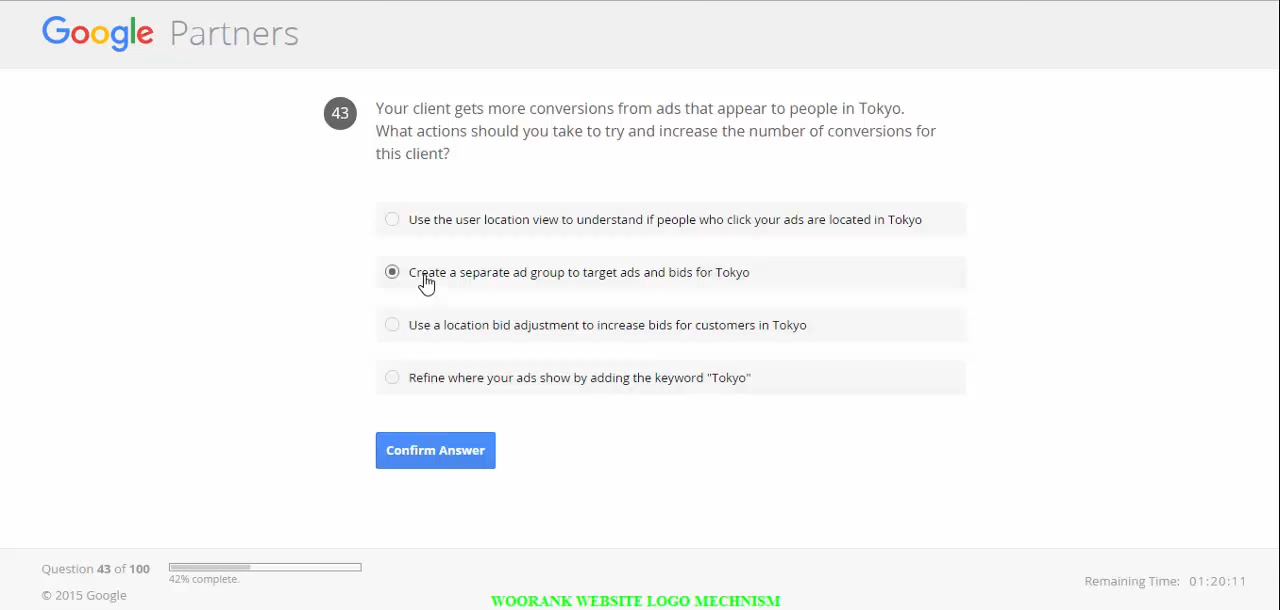 Google Partners
43
Your client gets more conversions from ads that appear to people in Tokyo.
What actions should you take to try and increase the number of conversions for
this client?
Use the user location view to understand if people who click your ads are located in Tokyo
Create a separate ad group to target ads and bids for Tokyo
Use a location bid adjustment to increase bids for customers in Tokyo
Refine where your ads show by adding the keyword "Tokyo"
Confirm Answer
Question 43 of 100
42% complete.
Remaining Time: 01:20:11
© 2015 Google
WOORANK WEBSITE LOGO MECHNISM